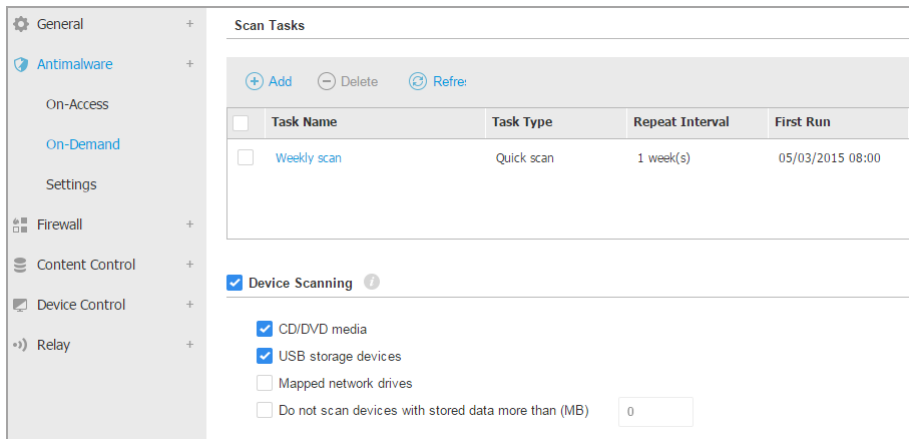 General +
Antimalware +
On-Access
On-Demand
Settings
Firewall +
Content Control +
Device Control +
Relay +
Scan Tasks
Add Delete Refres
Task Name Task Type Repeat Interval First Run
Weekly scan Quick scan 1 week(s) 05/03/2015 08:00
Device Scanning i
CD/DVD media
USB storage devices
Mapped network drives
Do not scan devices with stored data more than (MB) 0